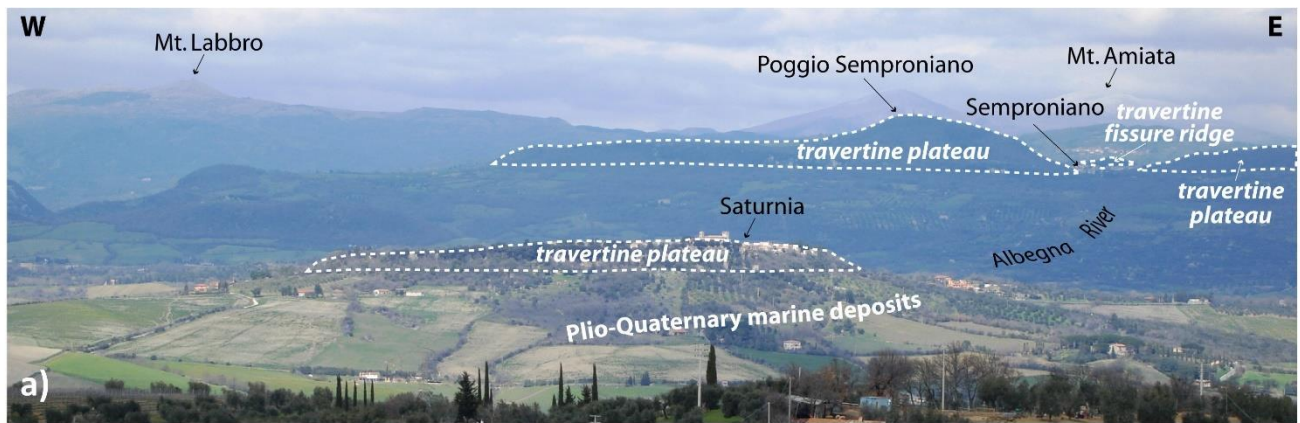 W
E
Mt. Labbro
Mt. Amiata
Poggio Semproniano
Semproniano
travertine
fissure ridge
travertine plateau
travertine
plateau
Saturnia
Albegna River
travertine plateau
Plio-Quaternary marine deposits
a)